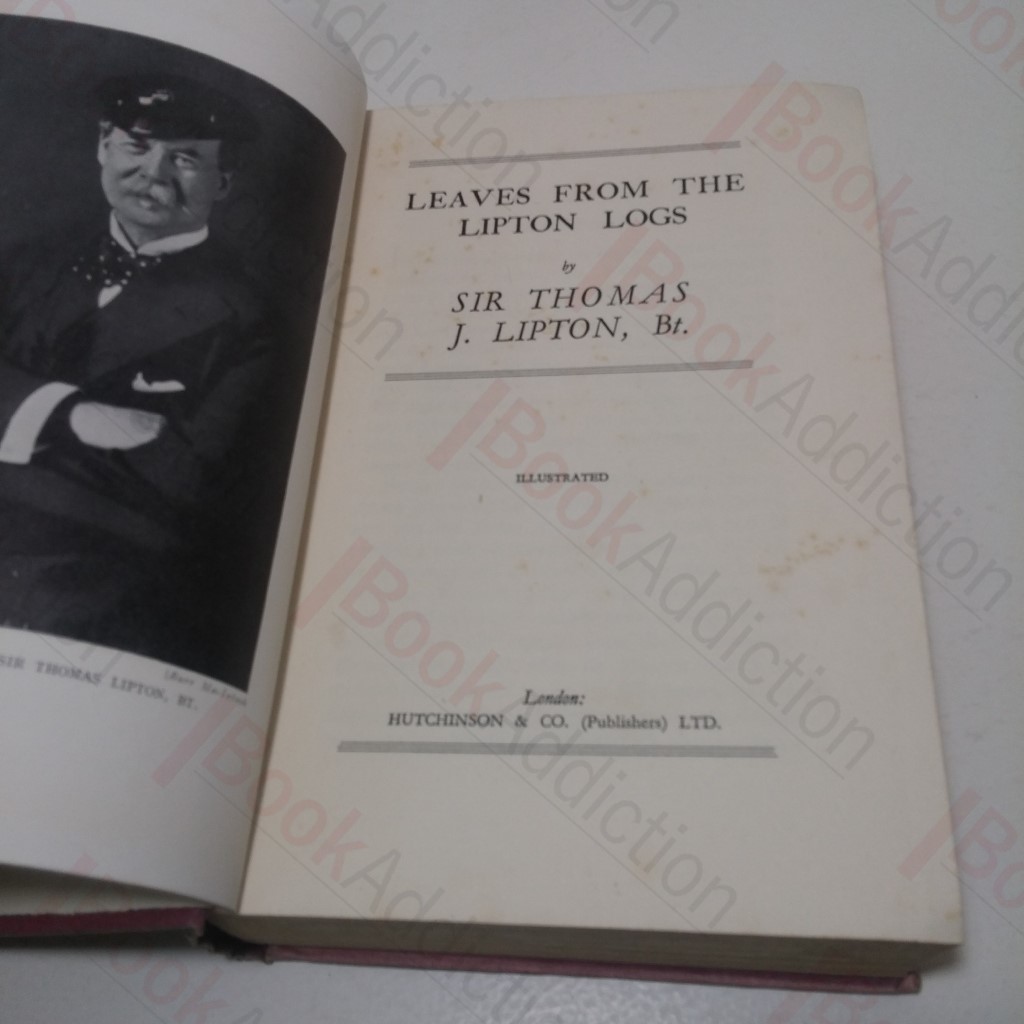 SIR THOMAS LIPTON, BT.
LEAVES FROM THE
LIPTON LOGS
by
SIR THOMAS
J. LIPTON, Bt.
ILLUSTRATED
London:
HUTCHINSON & CO. (Publishers) LTD.
BookAddiction